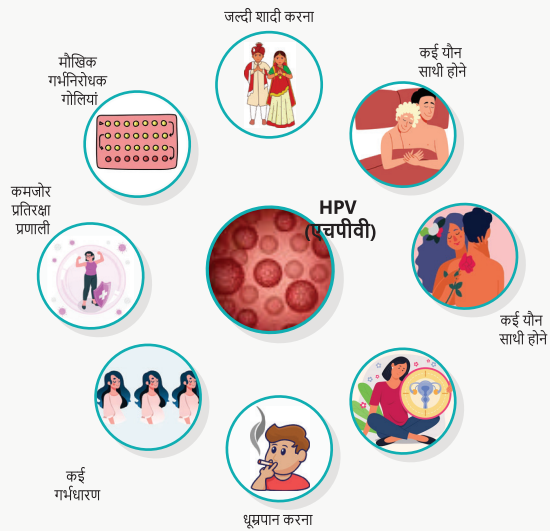 जल्दी शादी करना
कई यौन
साथी होने
मौखिक
गर्भनिरोधक
गोलियां
कमजोर
प्रतिरक्षा
प्रणाली
HPV
(एचपीवी)
कई यौन
साथी होने
कई
गर्भधारण
धूम्रपान करना